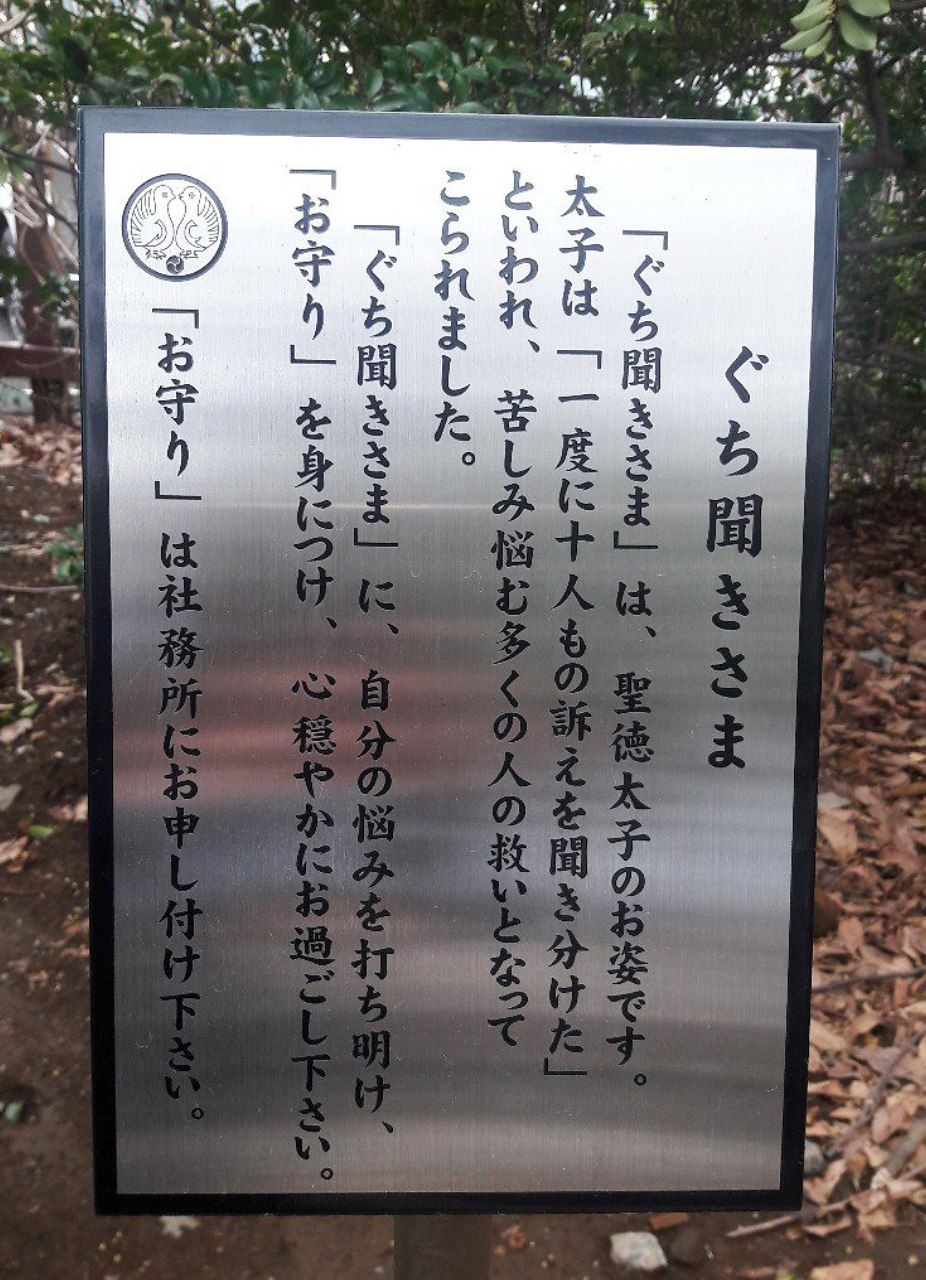 ぐち聞きさま
「ぐち聞きさま」は、聖徳太子のお姿です。
太子は「一度に十人もの訴えを聞き分けた」
といわれ、苦しみ悩む多くの人の救いとなって
こられました。
「ぐち聞きさま」に、自分の悩みを打ち明け、
「お守り」を身につけ、心穏やかにお過ごし下さい。
「お守り」は社務所にお申し付け下さい。